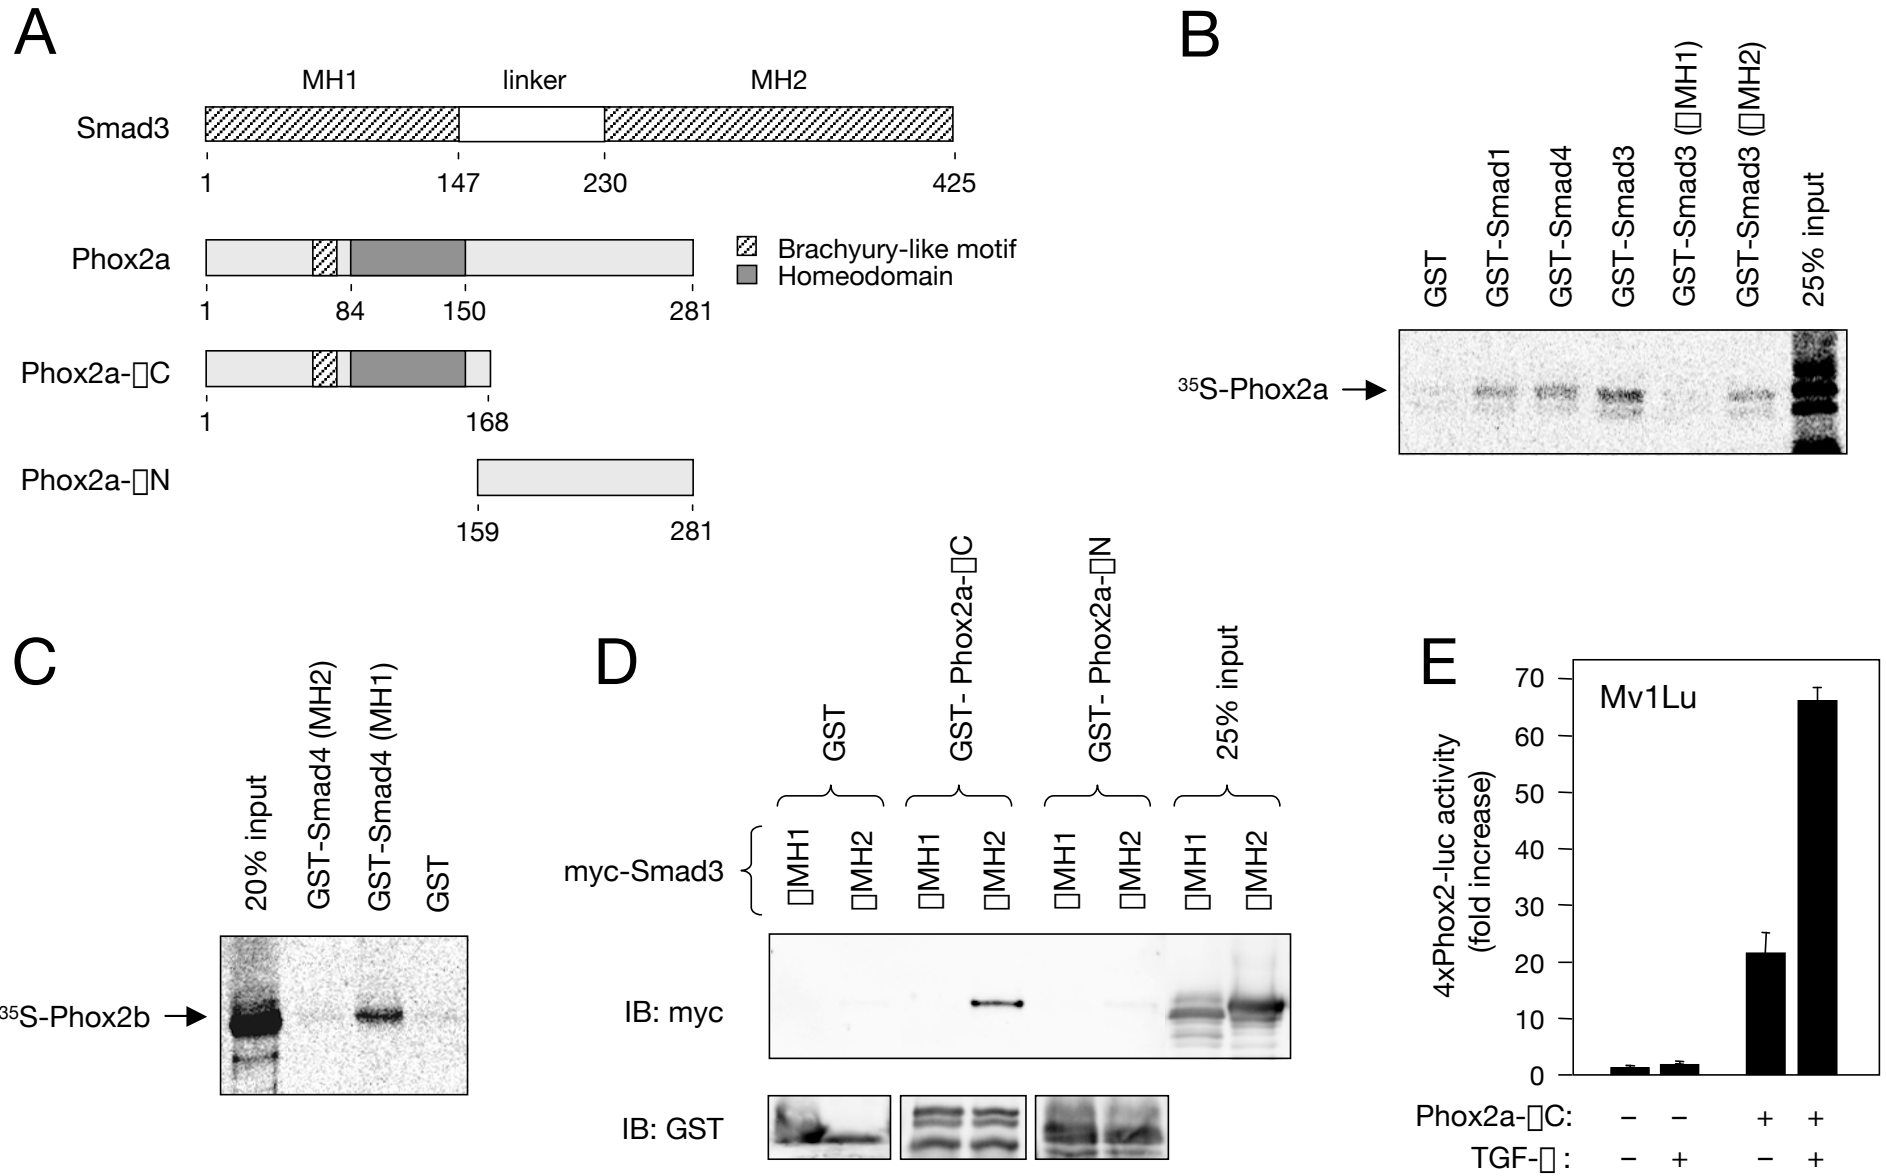 A
MH1 linker MH2
Smad3
1 147 230 425
Phox2a
1 84 150 281
Brachyury-like motif
Homeodomain
Phox2a-▯C
1 168
Phox2a-▯N
159 281
B
GST
GST-Smad1
GST-Smad4
GST-Smad3
GST-Smad3 (▯MH1)
GST-Smad3 (▯MH2)
25% input
35S-Phox2a
C
20% input
GST-Smad4 (MH2)
GST-Smad4 (MH1)
GST
35S-Phox2b
D
GST
GST- Phox2a-▯C
GST- Phox2a-▯N
25% input
myc-Smad3
▯MH1
▯MH2
▯MH1
▯MH2
▯MH1
▯MH2
▯MH1
▯MH2
IB: myc
IB: GST
E
4xPhox2-luc activity
(fold increase)
Mv1Lu
70
60
50
40
30
20
10
0
Phox2a-▯C: – – + +
TGF-▯ : – + – +